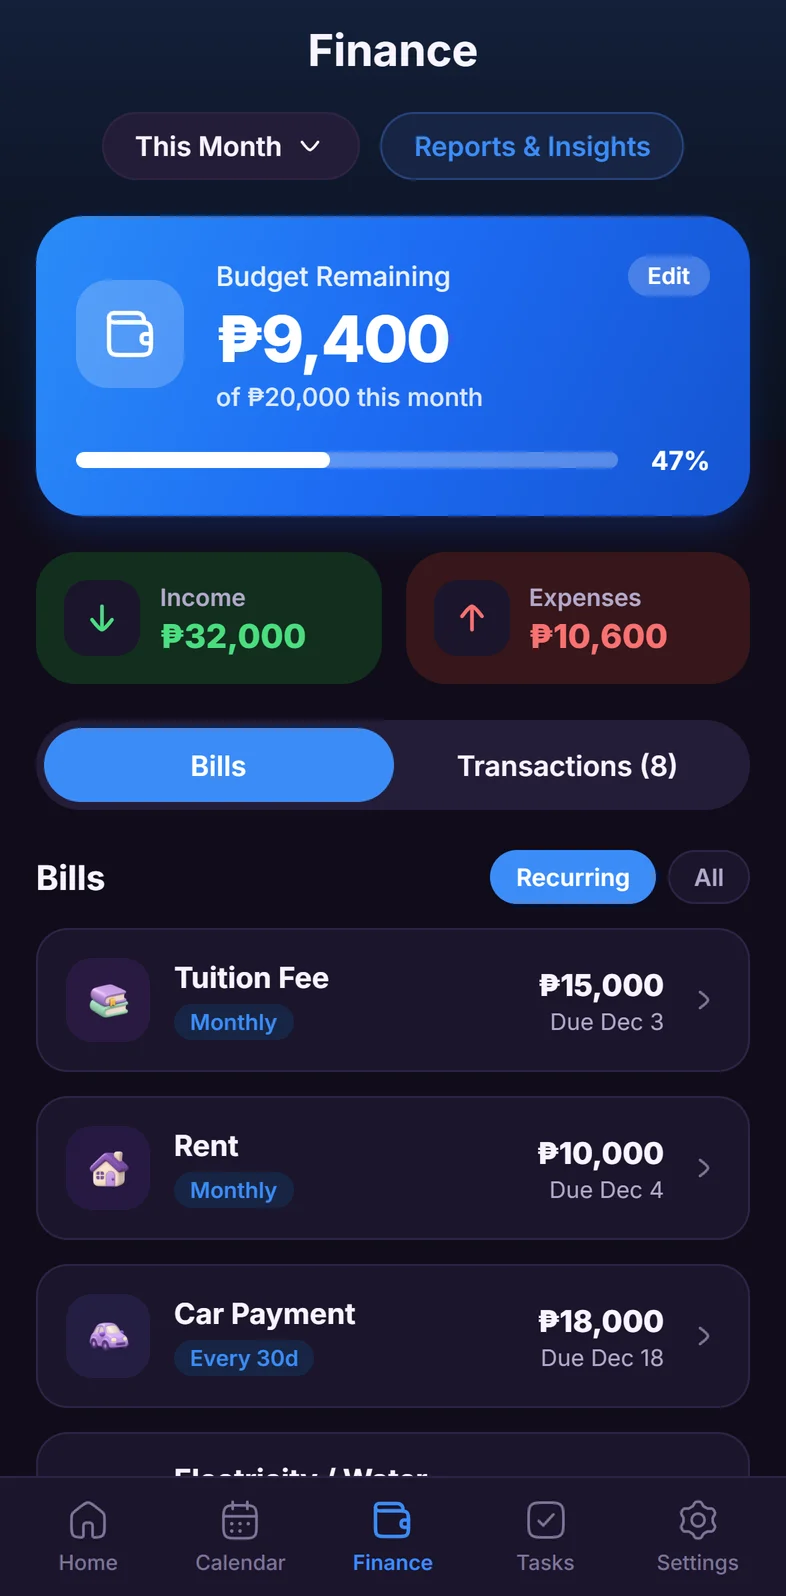 Finance
This Month
Reports & Insights
Budget Remaining
Edit
₱9,400
of ₱20,000 this month
47%
Income
₱32,000
Expenses
₱10,600
Bills
Transactions (8)
Bills
Recurring
All
Tuition Fee
Monthly
₱15,000
Due Dec 3
Rent
Monthly
₱10,000
Due Dec 4
Car Payment
Every 30d
₱18,000
Due Dec 18
Electricity / Water
Home
Calendar
Finance
Tasks
Settings